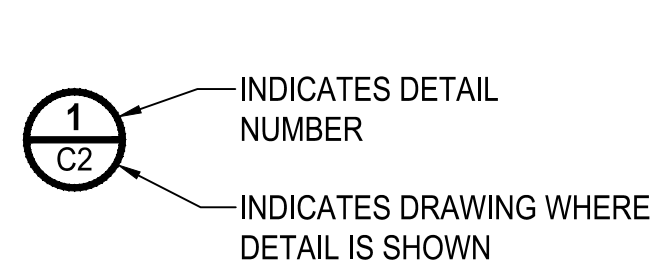 1
C2
INDICATES DETAIL
NUMBER
INDICATES DRAWING WHERE
DETAIL IS SHOWN